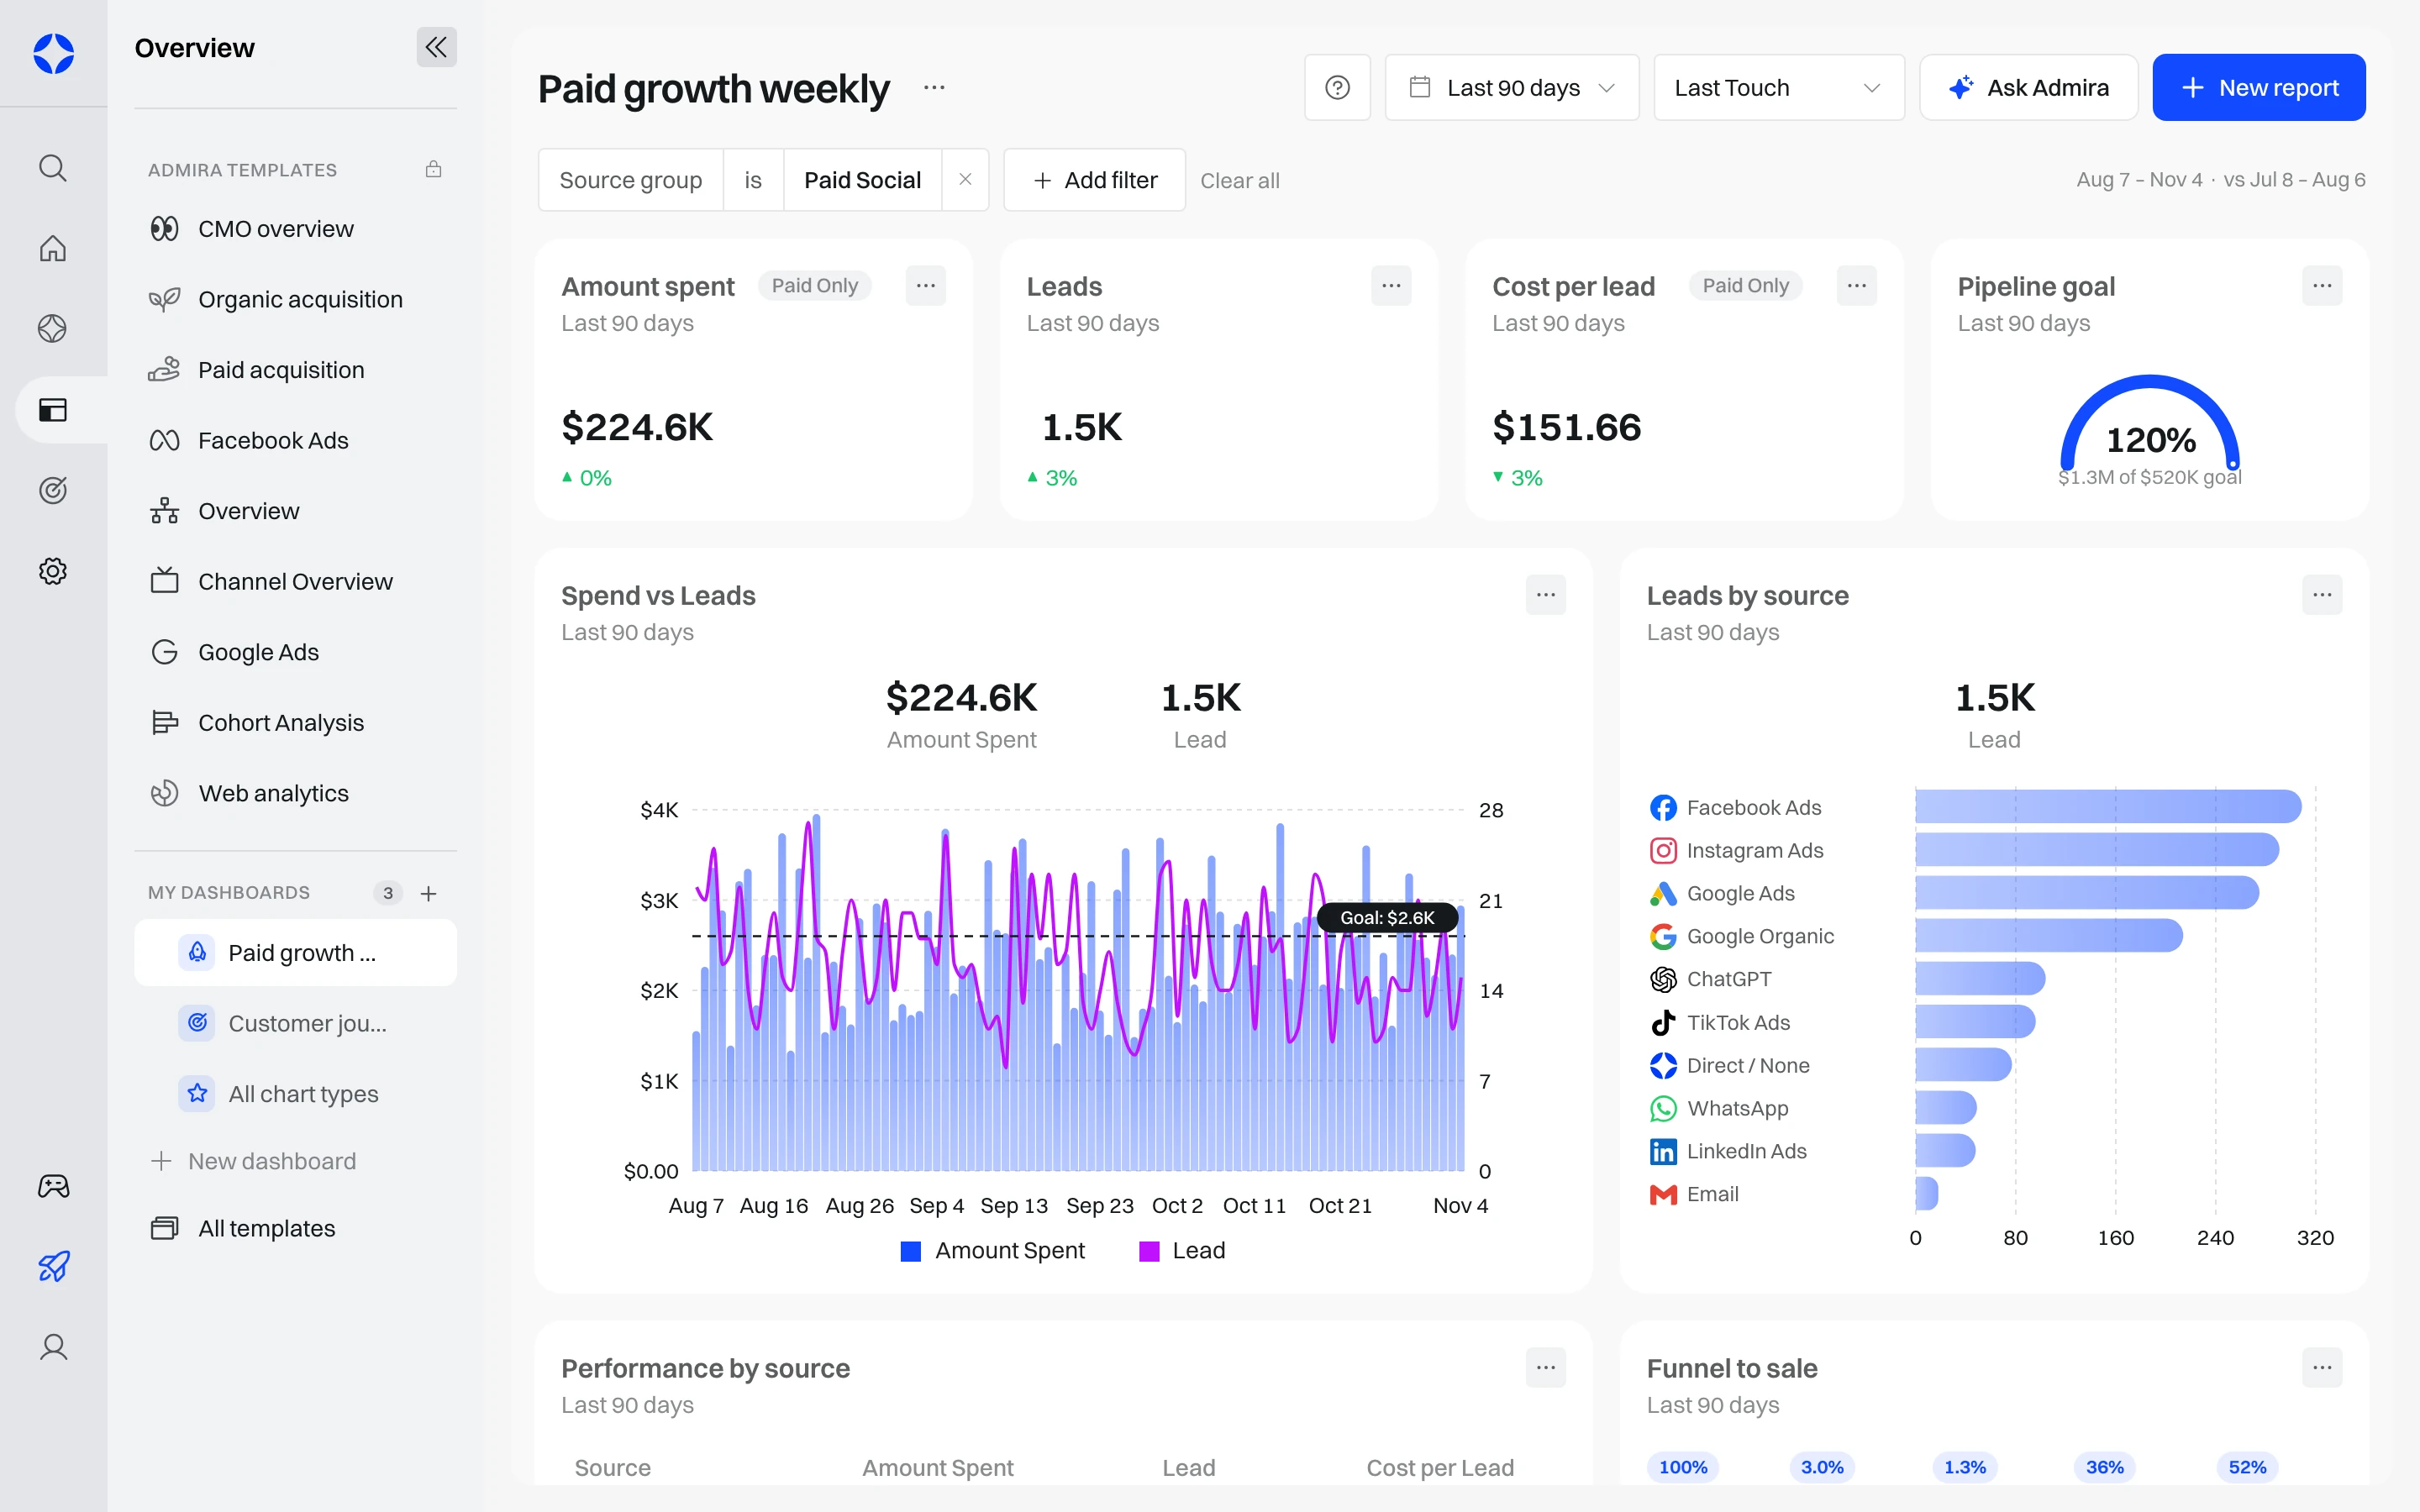 Overview
ADMIRA TEMPLATES
CMO overview
Organic acquisition
Paid acquisition
Facebook Ads
Overview
Channel Overview
Google Ads
Cohort Analysis
Web analytics
MY DASHBOARDS 3
Paid growth ...
Customer jou...
All chart types
New dashboard
All templates
Paid growth weekly
Last 90 days
Last Touch
Ask Admira
New report
Source group is Paid Social
Add filter
Clear all
Aug 7 – Nov 4 · vs Jul 8 – Aug 6
Amount spent Paid Only
Last 90 days
$224.6K
0%
Leads
Last 90 days
1.5K
3%
Cost per lead Paid Only
Last 90 days
$151.66
3%
Pipeline goal
Last 90 days
120%
$1.3M of $520K goal
Spend vs Leads
Last 90 days
$224.6K 1.5K
Amount Spent Lead
$4K 28
$3K 21
Goal: $2.6K
$2K 14
$1K 7
$0.00 0
Aug 7 Aug 16 Aug 26 Sep 4 Sep 13 Sep 23 Oct 2 Oct 11 Oct 21 Nov 4
Amount Spent Lead
Leads by source
Last 90 days
1.5K
Lead
Facebook Ads
Instagram Ads
Google Ads
Google Organic
ChatGPT
TikTok Ads
Direct / None
WhatsApp
LinkedIn Ads
Email
0 80 160 240 320
Performance by source
Last 90 days
Source Amount Spent Lead Cost per Lead
Funnel to sale
Last 90 days
100% 3.0% 1.3% 36% 52%